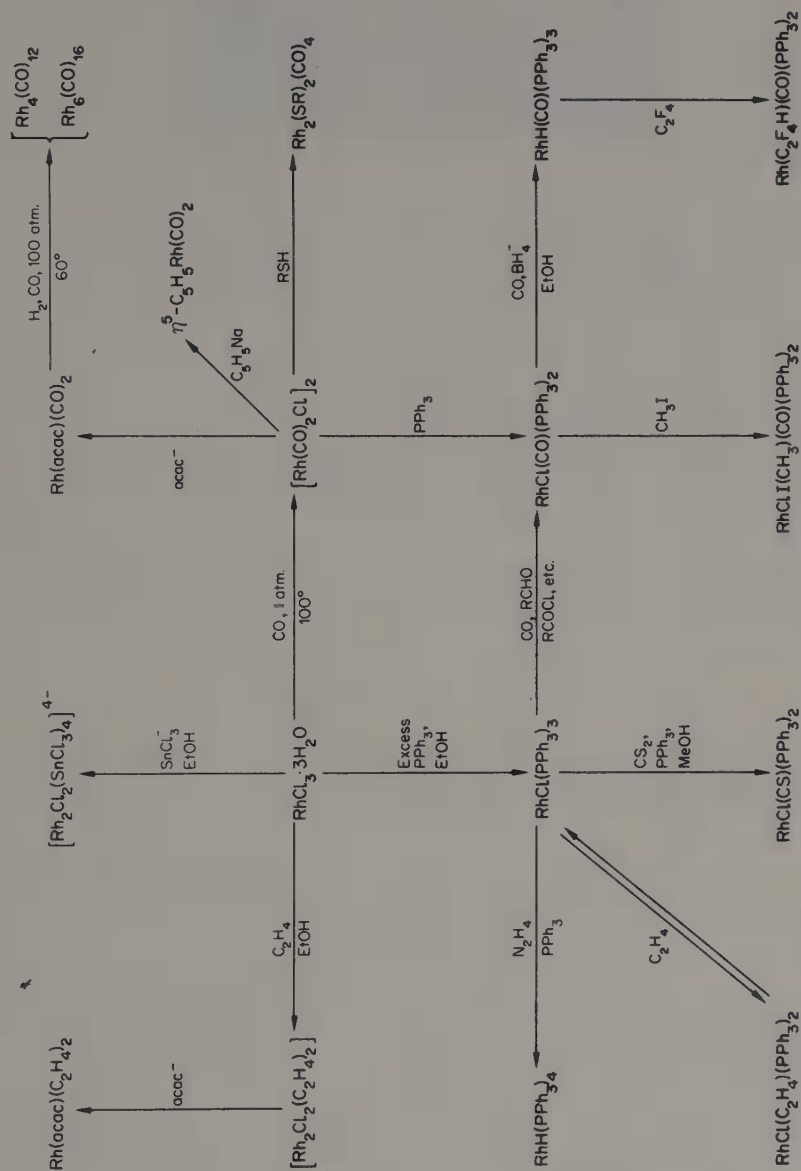 Rh(acac)(C₂H₄)₂
[Rh₂Cl₂(SnCl₃)₄]⁴⁻
Rh(acac)(CO)₂
H₂, CO, 100 atm.
60°
Rh₄(CO)₁₂
Rh₆(CO)₁₆
acac⁻
SnCl₃⁻
EtOH
acac⁻
C₅H₅Na
η⁵-C₅H₅Rh(CO)₂
[Rh₂Cl₂(C₂H₄)₂]
C₂H₄
EtOH
RhCl₃·3H₂O
CO, 1 atm.
100°
[Rh(CO)₂Cl]₂
RSH
Rh₂(SR)₂(CO)₄
Excess
PPh₃,
EtOH
PPh₃
RhH(PPh₃)₄
N₂H₄
PPh₃
RhCl(PPh₃)₃
CO, RCHO
RCOCl, etc.
RhCl(CO)(PPh₃)₂
CO, BH₄⁻
EtOH
RhH(CO)(PPh₃)₃
C₂H₄
CS₂,
PPh₃,
MeOH
CH₃I
C₂F₄
RhCl(C₂H₄)(PPh₃)₂
RhCl(CS)(PPh₃)₂
RhClI(CH₃)(CO)(PPh₃)₂
Rh(C₂F₄H)(CO)(PPh₃)₂